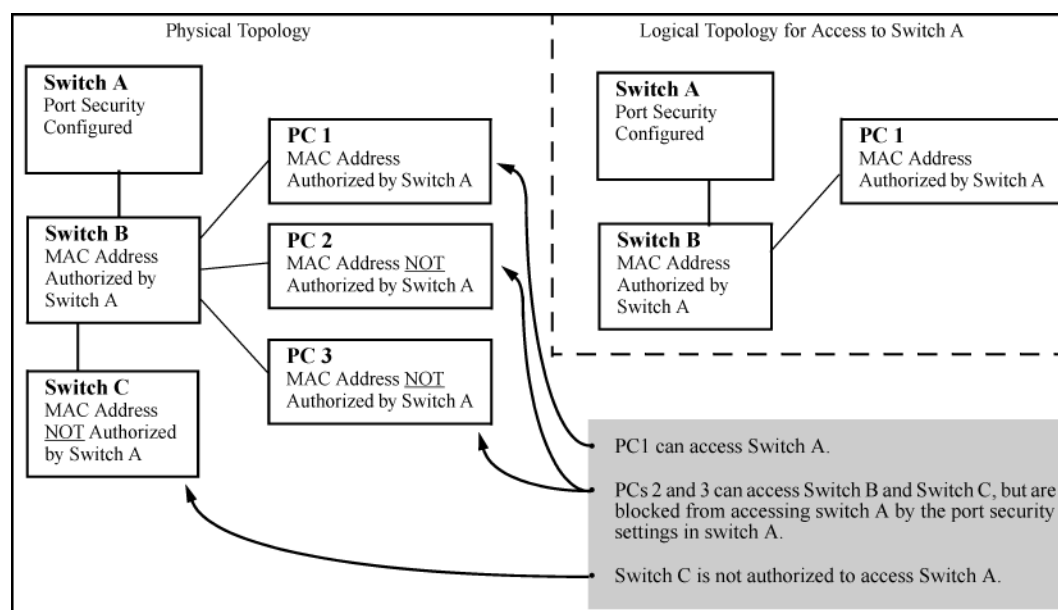 Physical Topology
Switch A
Port Security
Configured
Switch B
MAC Address
Authorized by
Switch A
Switch C
MAC Address
NOT Authorized
by Switch A
PC 1
MAC Address
Authorized by Switch A
PC 2
MAC Address NOT
Authorized by Switch A
PC 3
MAC Address NOT
Authorized by Switch A
Logical Topology for Access to Switch A
Switch A
Port Security
Configured
Switch B
MAC Address
Authorized by
Switch A
PC 1
MAC Address
Authorized by Switch A
PC1 can access Switch A.
PCs 2 and 3 can access Switch B and Switch C, but are
blocked from accessing switch A by the port security
settings in switch A.
Switch C is not authorized to access Switch A.